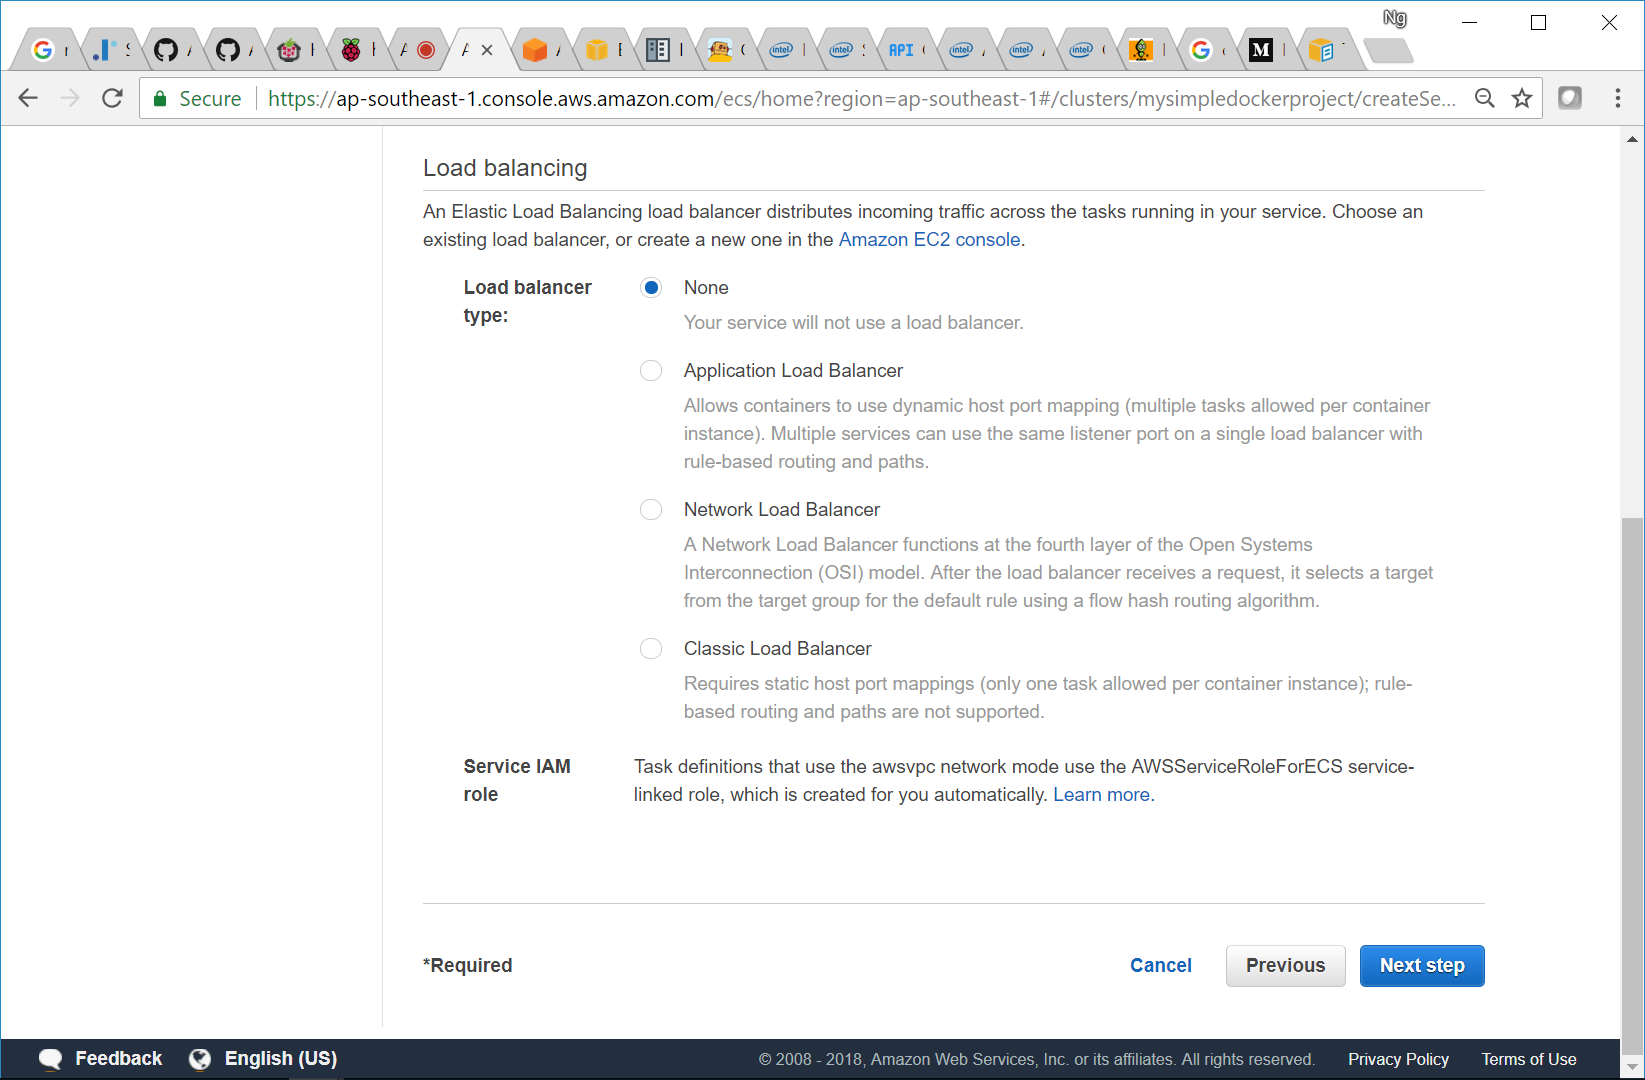 Ng
Secure
https://ap-southeast-1.console.aws.amazon.com/ecs/home?region=ap-southeast-1#/clusters/mysimpledockerproject/createSe...
Load balancing
An Elastic Load Balancing load balancer distributes incoming traffic across the tasks running in your service. Choose an
existing load balancer, or create a new one in the Amazon EC2 console.
Load balancer
type:
None
Your service will not use a load balancer.
Application Load Balancer
Allows containers to use dynamic host port mapping (multiple tasks allowed per container
instance). Multiple services can use the same listener port on a single load balancer with
rule-based routing and paths.
Network Load Balancer
A Network Load Balancer functions at the fourth layer of the Open Systems
Interconnection (OSI) model. After the load balancer receives a request, it selects a target
from the target group for the default rule using a flow hash routing algorithm.
Classic Load Balancer
Requires static host port mappings (only one task allowed per container instance); rule-
based routing and paths are not supported.
Service IAM
role
Task definitions that use the awsvpc network mode use the AWSServiceRoleForECS service-
linked role, which is created for you automatically. Learn more.
*Required
Cancel
Previous
Next step
Feedback
English (US)
© 2008 - 2018, Amazon Web Services, Inc. or its affiliates. All rights reserved.
Privacy Policy
Terms of Use